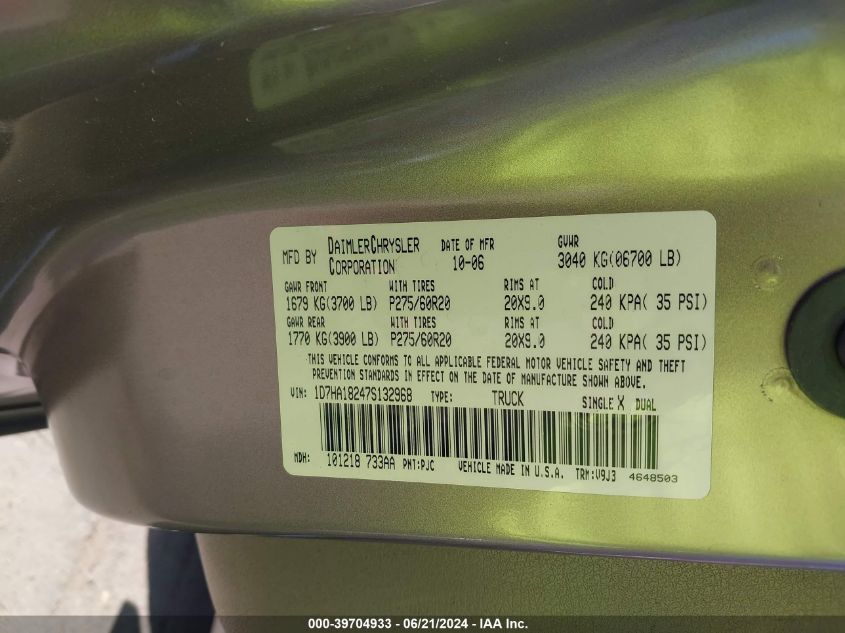 MFD BY DAIMLERCHRYSLER CORPORATION DATE OF MFR 10-06 GVWR 3040 KG(06700 LB)
GAWR FRONT WITH TIRES RIMS AT COLD
1679 KG(3700 LB) P275/60R20 20X9.0 240 KPA( 35 PSI)
GAWR REAR WITH TIRES RIMS AT COLD
1770 KG(3900 LB) P275/60R20 20X9.0 240 KPA( 35 PSI)
THIS VEHICLE CONFORMS TO ALL APPLICABLE FEDERAL MOTOR VEHICLE SAFETY AND THEFT
PREVENTION STANDARDS IN EFFECT ON THE DATE OF MANUFACTURE SHOWN ABOVE.
VIN: 1D7HA18247S132968 TYPE: TRUCK SINGLE X DUAL
MDH: 101218 733AA PNT:PJC VEHICLE MADE IN U.S.A. TRM:V9J3 4648503
000-39704933 - 06/21/2024 - IAA Inc.